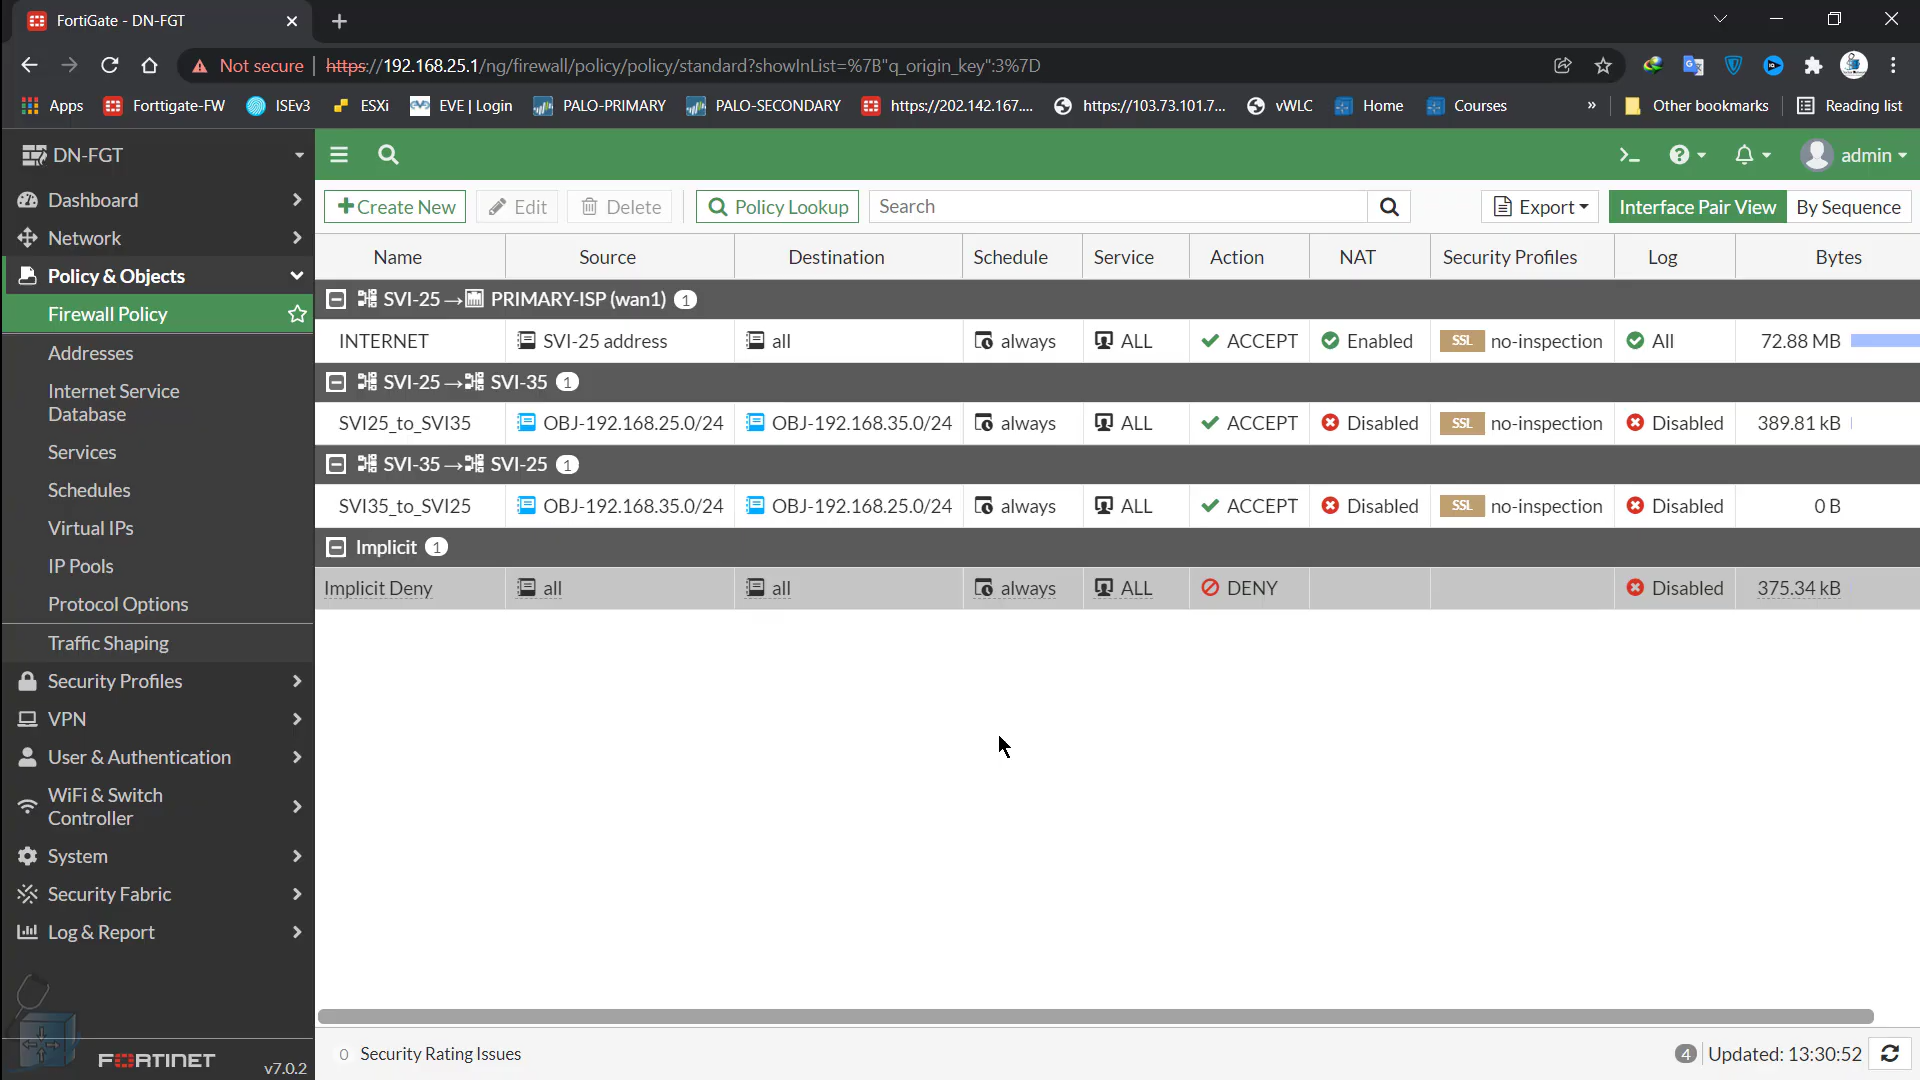 FortiGate - DN-FGT
Not secure | https://192.168.25.1/ng/firewall/policy/policy/standard?showInList=%7B"q_origin_key":3%7D
Apps Forttigate-FW ISEv3 ESXi EVE | Login PALO-PRIMARY PALO-SECONDARY https://202.142.167.... https://103.73.101.7... vWLC Home Courses » Other bookmarks Reading list
DN-FGT
admin
Dashboard
Network
Policy & Objects
Firewall Policy
Addresses
Internet Service
Database
Services
Schedules
Virtual IPs
IP Pools
Protocol Options
Traffic Shaping
Security Profiles
VPN
User & Authentication
WiFi & Switch
Controller
System
Security Fabric
Log & Report
FORTINET
v7.0.2
+Create New Edit Delete Policy Lookup Search Export Interface Pair View By Sequence
Name Source Destination Schedule Service Action NAT Security Profiles Log Bytes
SVI-25→ PRIMARY-ISP (wan1) 1
INTERNET SVI-25 address all always ALL ACCEPT Enabled SSL no-inspection All 72.88 MB
SVI-25→ SVI-35 1
SVI25_to_SVI35 OBJ-192.168.25.0/24 OBJ-192.168.35.0/24 always ALL ACCEPT Disabled SSL no-inspection Disabled 389.81 kB
SVI-35→ SVI-25 1
SVI35_to_SVI25 OBJ-192.168.35.0/24 OBJ-192.168.25.0/24 always ALL ACCEPT Disabled SSL no-inspection Disabled 0 B
Implicit 1
Implicit Deny all all always ALL DENY Disabled 375.34 kB
0 Security Rating Issues
4 Updated: 13:30:52